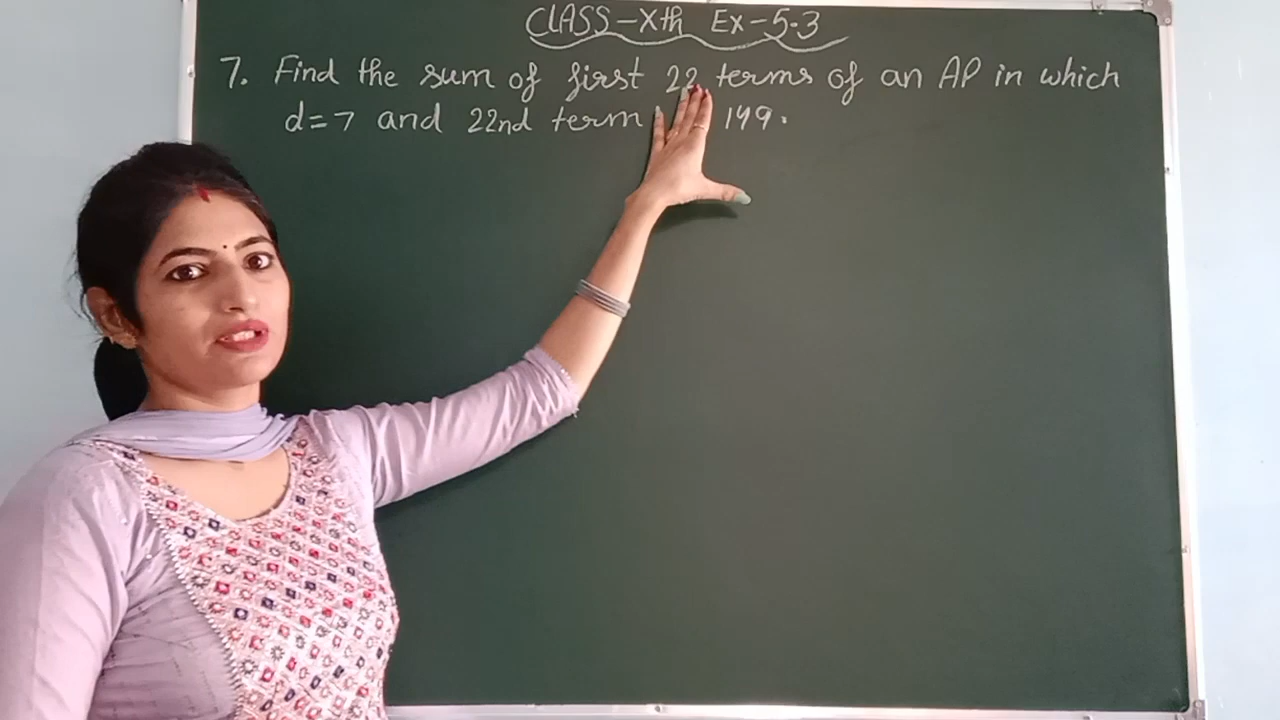 CLASS-Xth Ex-5.3
7. Find the sum of first 22 terms of an AP in which
d=7 and 22nd term 149.